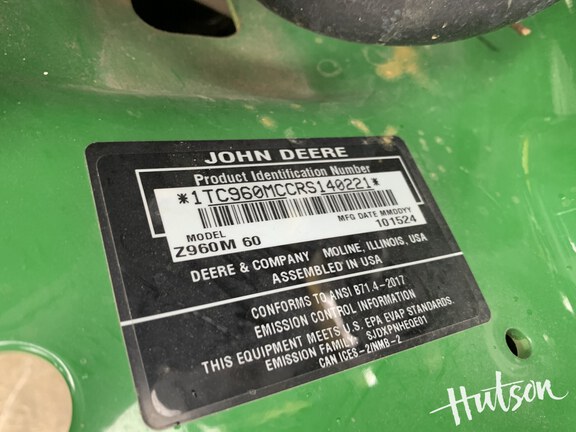 JOHN DEERE
Product Identification Number
*1TC960MCCRS140221*
MODEL MFG DATE MMDDYY
Z960M 60 101524
DEERE & COMPANY MOLINE, ILLINOIS, USA
ASSEMBLED IN USA
CONFORMS TO ANSI B71.4-2017
EMISSION CONTROL INFORMATION
THIS EQUIPMENT MEETS U.S. EPA EVAP STANDARDS.
EMISSION FAMILY SJDXPNHEQE01
CAN ICES-2/NMB-2
Hutson